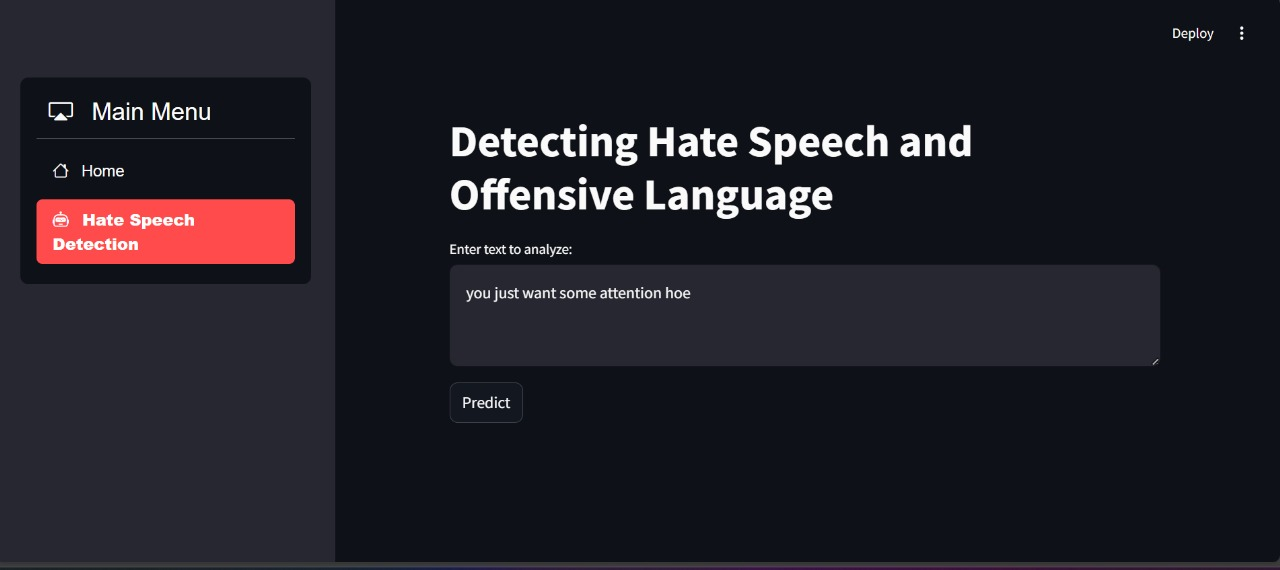 Deploy
Main Menu
Home
Hate Speech
Detection
Detecting Hate Speech and
Offensive Language
Enter text to analyze:
you just want some attention hoe
Predict